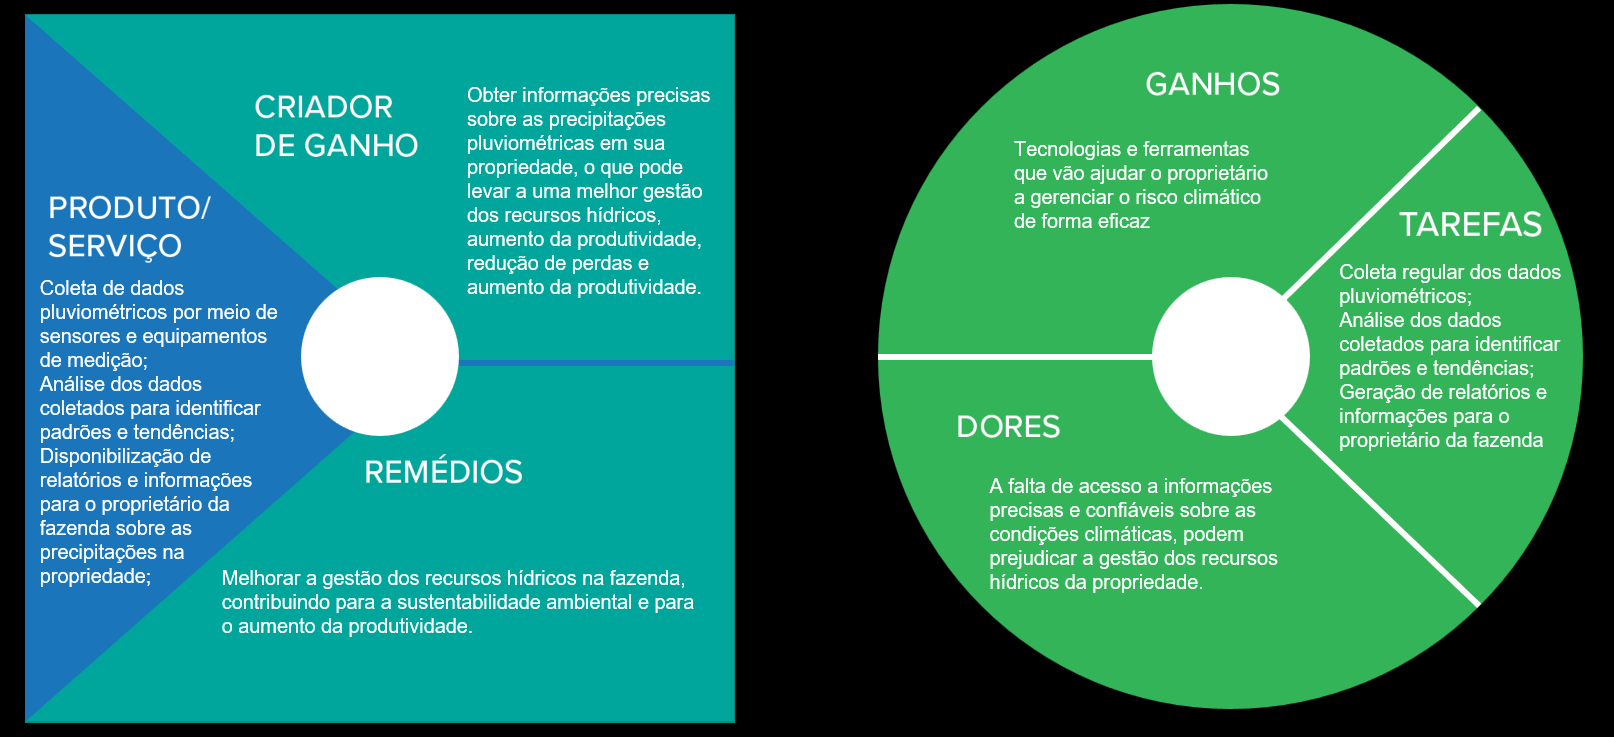 CRIADOR
DE GANHO
Obter informações precisas
sobre as precipitações
pluviométricas em sua
propriedade, o que pode
levar a uma melhor gestão
dos recursos hídricos,
aumento da produtividade,
redução de perdas e
aumento da produtividade.
PRODUTO/
SERVIÇO
Coleta de dados
pluviométricos por meio de
sensores e equipamentos
de medição;
Análise dos dados
coletados para identificar
padrões e tendências;
Disponibilização de
relatórios e informações
para o proprietário da
fazenda sobre as
precipitações na
propriedade;
REMÉDIOS
Melhorar a gestão dos recursos hídricos na fazenda,
contribuindo para a sustentabilidade ambiental e para
o aumento da produtividade.
GANHOS
Tecnologias e ferramentas
que vão ajudar o proprietário
a gerenciar o risco climático
de forma eficaz
TAREFAS
Coleta regular dos dados
pluviométricos;
Análise dos dados
coletados para identificar
padrões e tendências;
Geração de relatórios e
informações para o
proprietário da fazenda
DORES
A falta de acesso a informações
precisas e confiáveis sobre as
condições climáticas, podem
prejudicar a gestão dos recursos
hídricos da propriedade.